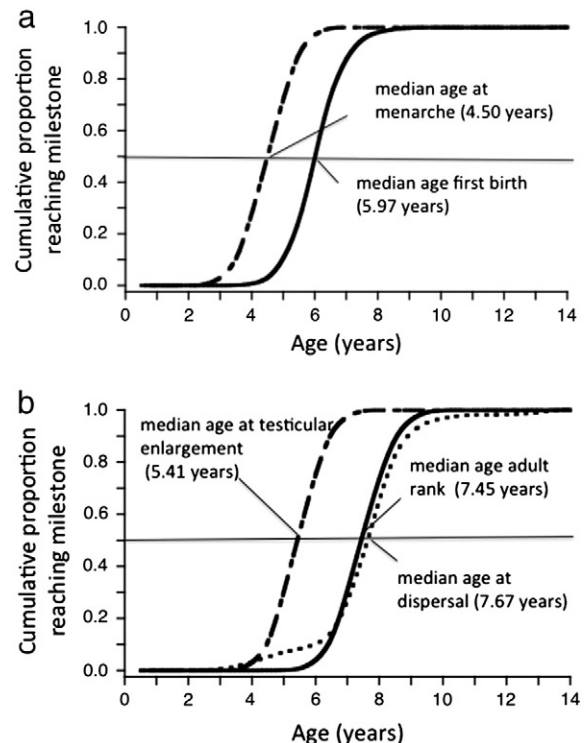 a
Cumulative proportion
reaching milestone
1.0
0.8
0.6
0.4
0.2
0.0
median age at
menarche (4.50 years)
median age first birth
(5.97 years)
0 2 4 6 8 10 12 14
Age (years)
b
Cumulative proportion
reaching milestone
1.0
0.8
0.6
0.4
0.2
0.0
median age at testicular
enlargement
(5.41 years)
median age adult
rank (7.45 years)
median age at
dispersal (7.67 years)
0 2 4 6 8 10 12 14
Age (years)